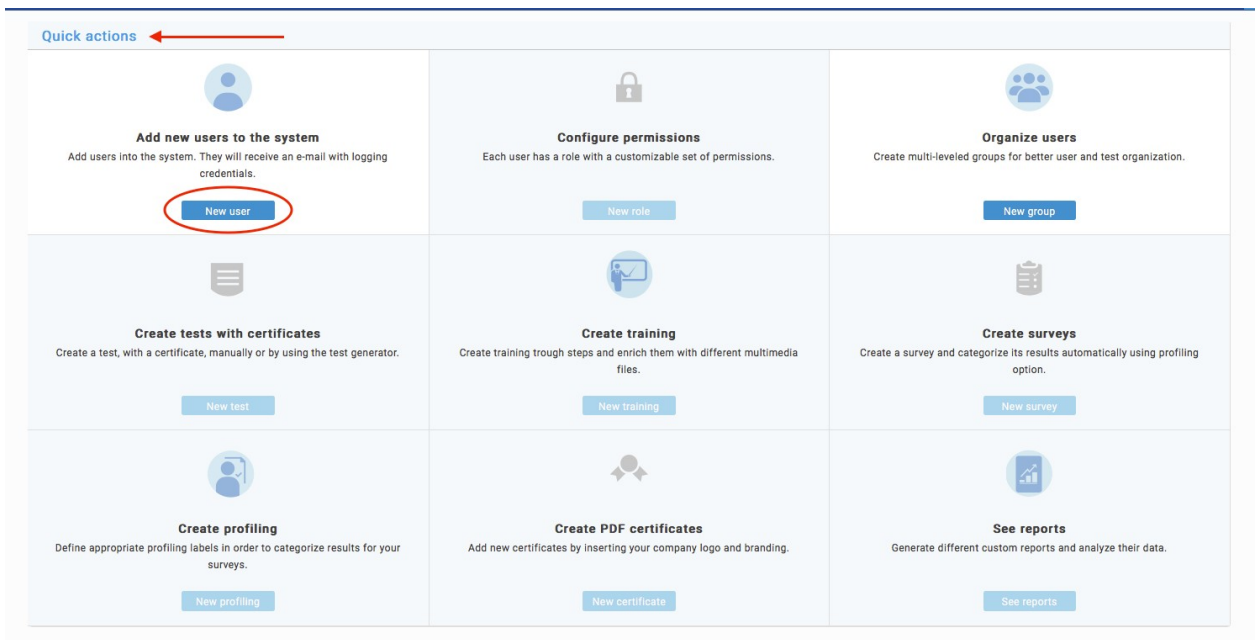 Quick actions
Add new users to the system
Add users into the system. They will receive an e-mail with logging
credentials.
New user
Configure permissions
Each user has a role with a customizable set of permissions.
New role
Organize users
Create multi-leveled groups for better user and test organization.
New group
Create tests with certificates
Create a test, with a certificate, manually or by using the test generator.
New test
Create training
Create training trough steps and enrich them with different multimedia
files.
New training
Create surveys
Create a survey and categorize its results automatically using profiling
option.
New survey
Create profiling
Define appropriate profiling labels in order to categorize results for your
surveys.
New profiling
Create PDF certificates
Add new certificates by inserting your company logo and branding.
New certificate
See reports
Generate different custom reports and analyze their data.
See reports